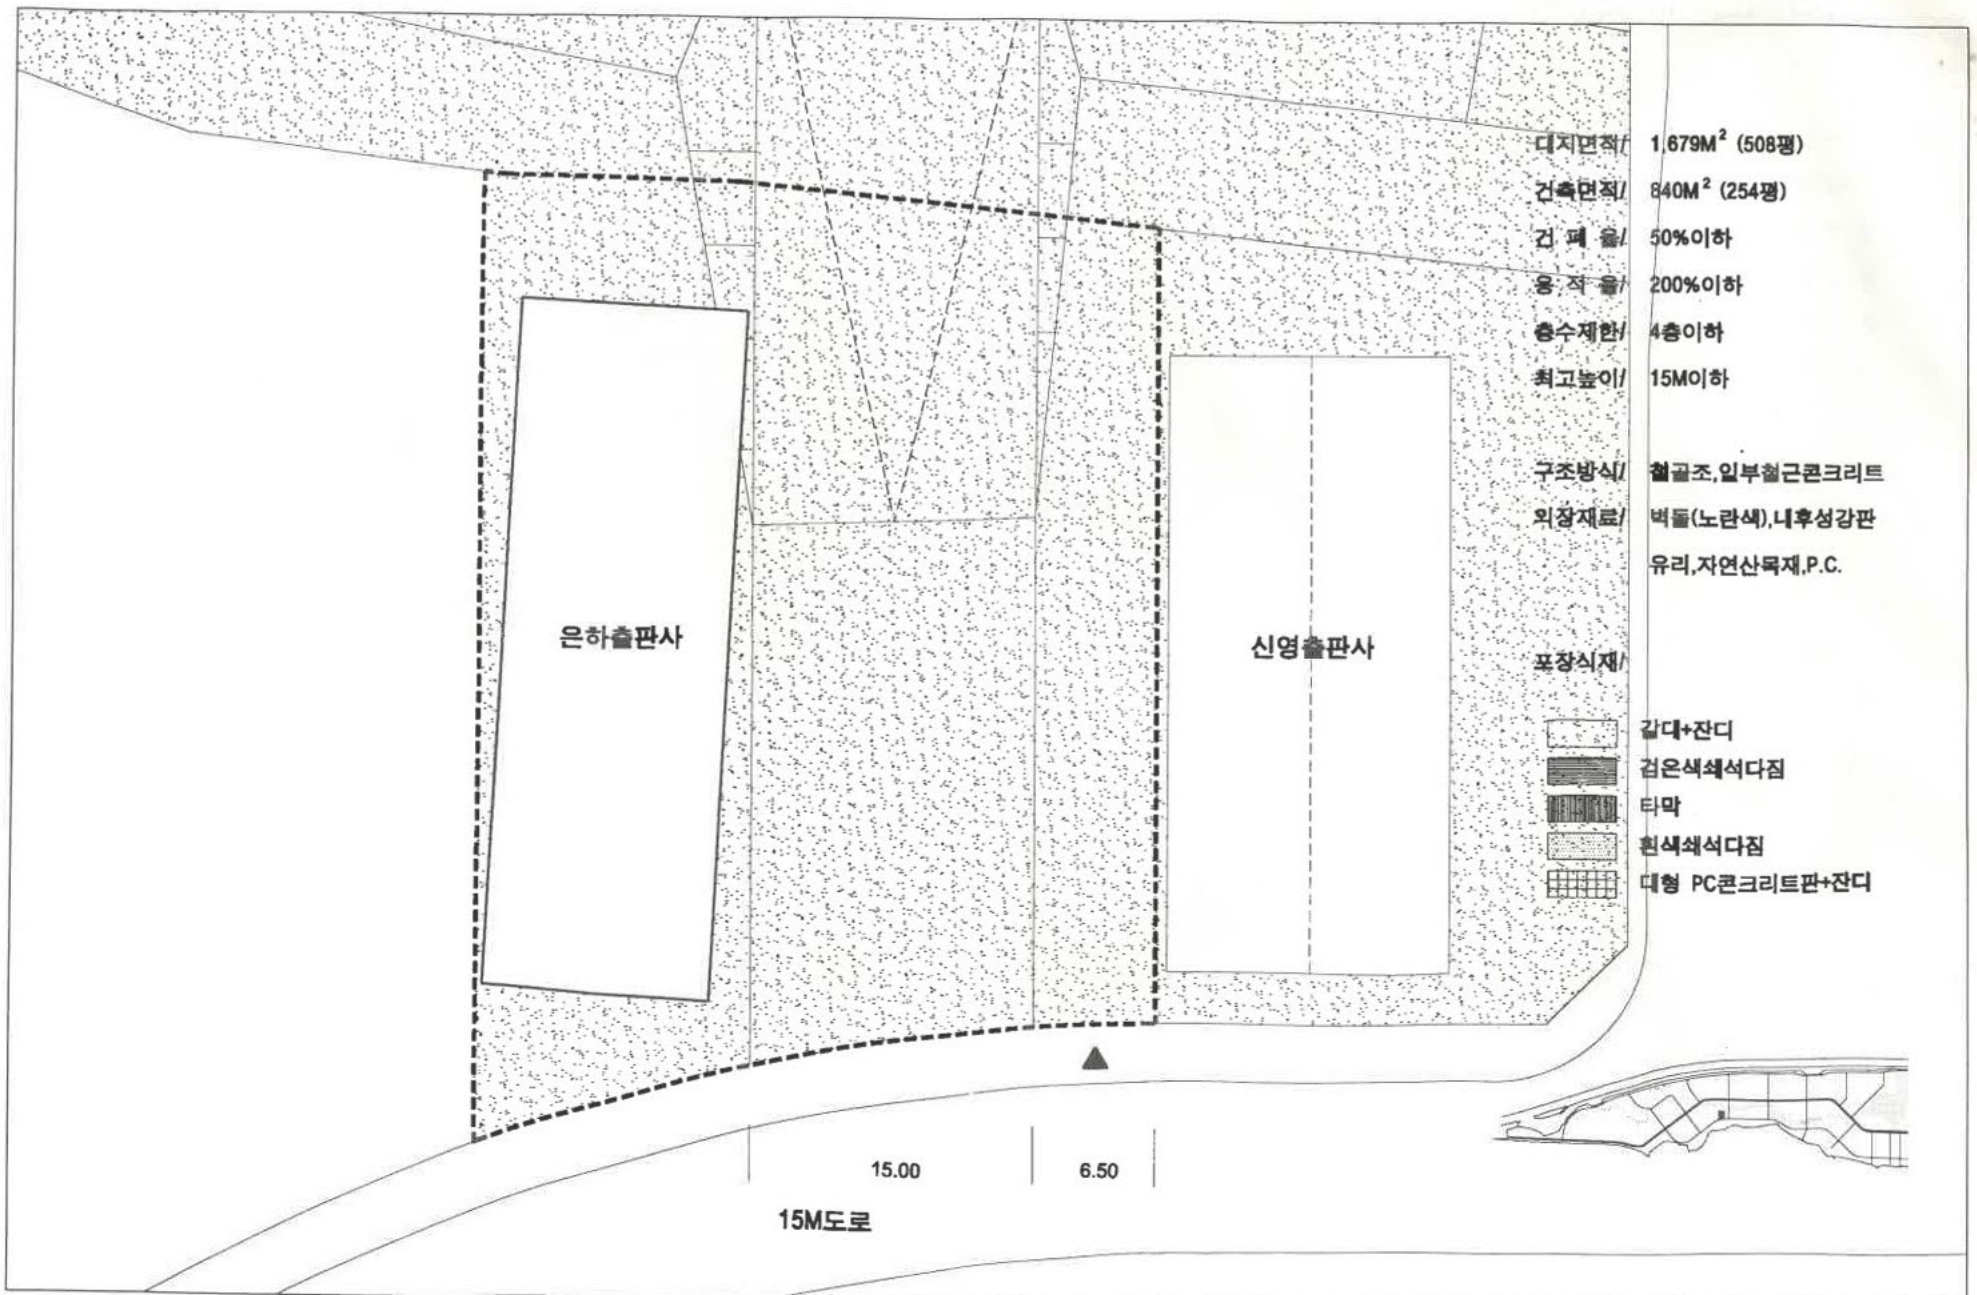 대지면적/ 1,679M² (508평)
건축면적/ 840M² (254평)
건 폐 율/ 50%이하
용 적 율/ 200%이하
층수제한/ 4층이하
최고높이/ 15M이하
구조방식/ 철골조,일부철근콘크리트
외장재료/ 벽돌(노란색),내후성강판
유리,자연산목재,P.C.
은하출판사
신영출판사
포장식재/
갈대+잔디
검은색쇄석다짐
타막
흰색쇄석다짐
대형 PC콘크리트판+잔디
15.00
6.50
15M도로